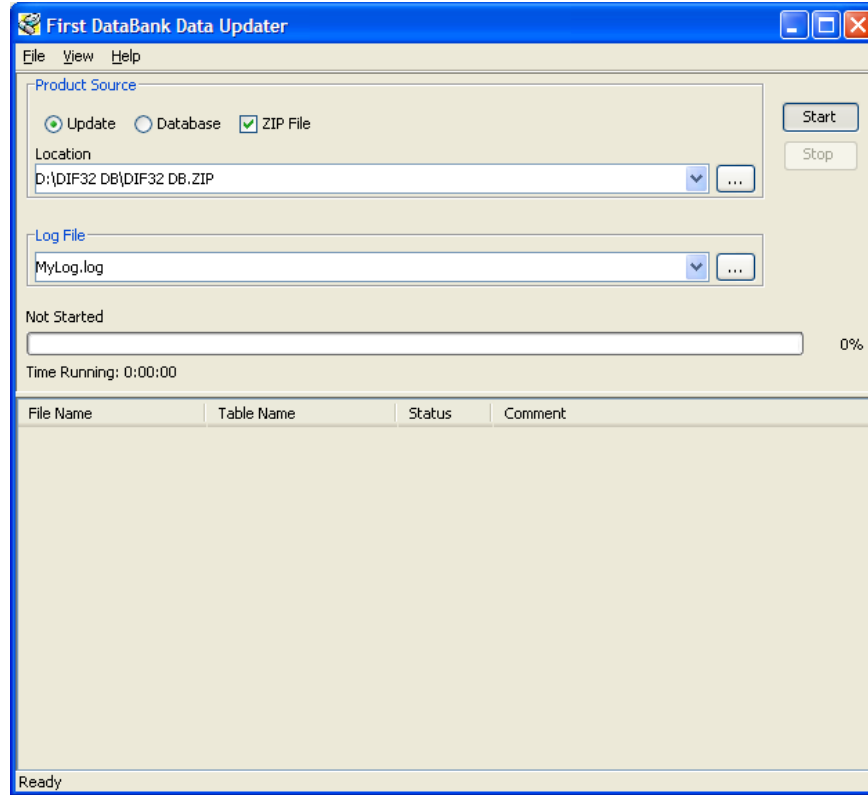 First DataBank Data Updater
File View Help
Product Source
Update Database ZIP File
Start
Location
Stop
D:\DIF32 DB\DIF32 DB.ZIP ...
Log File
MyLog.log ...
Not Started
0%
Time Running: 0:00:00
File Name Table Name Status Comment
Ready